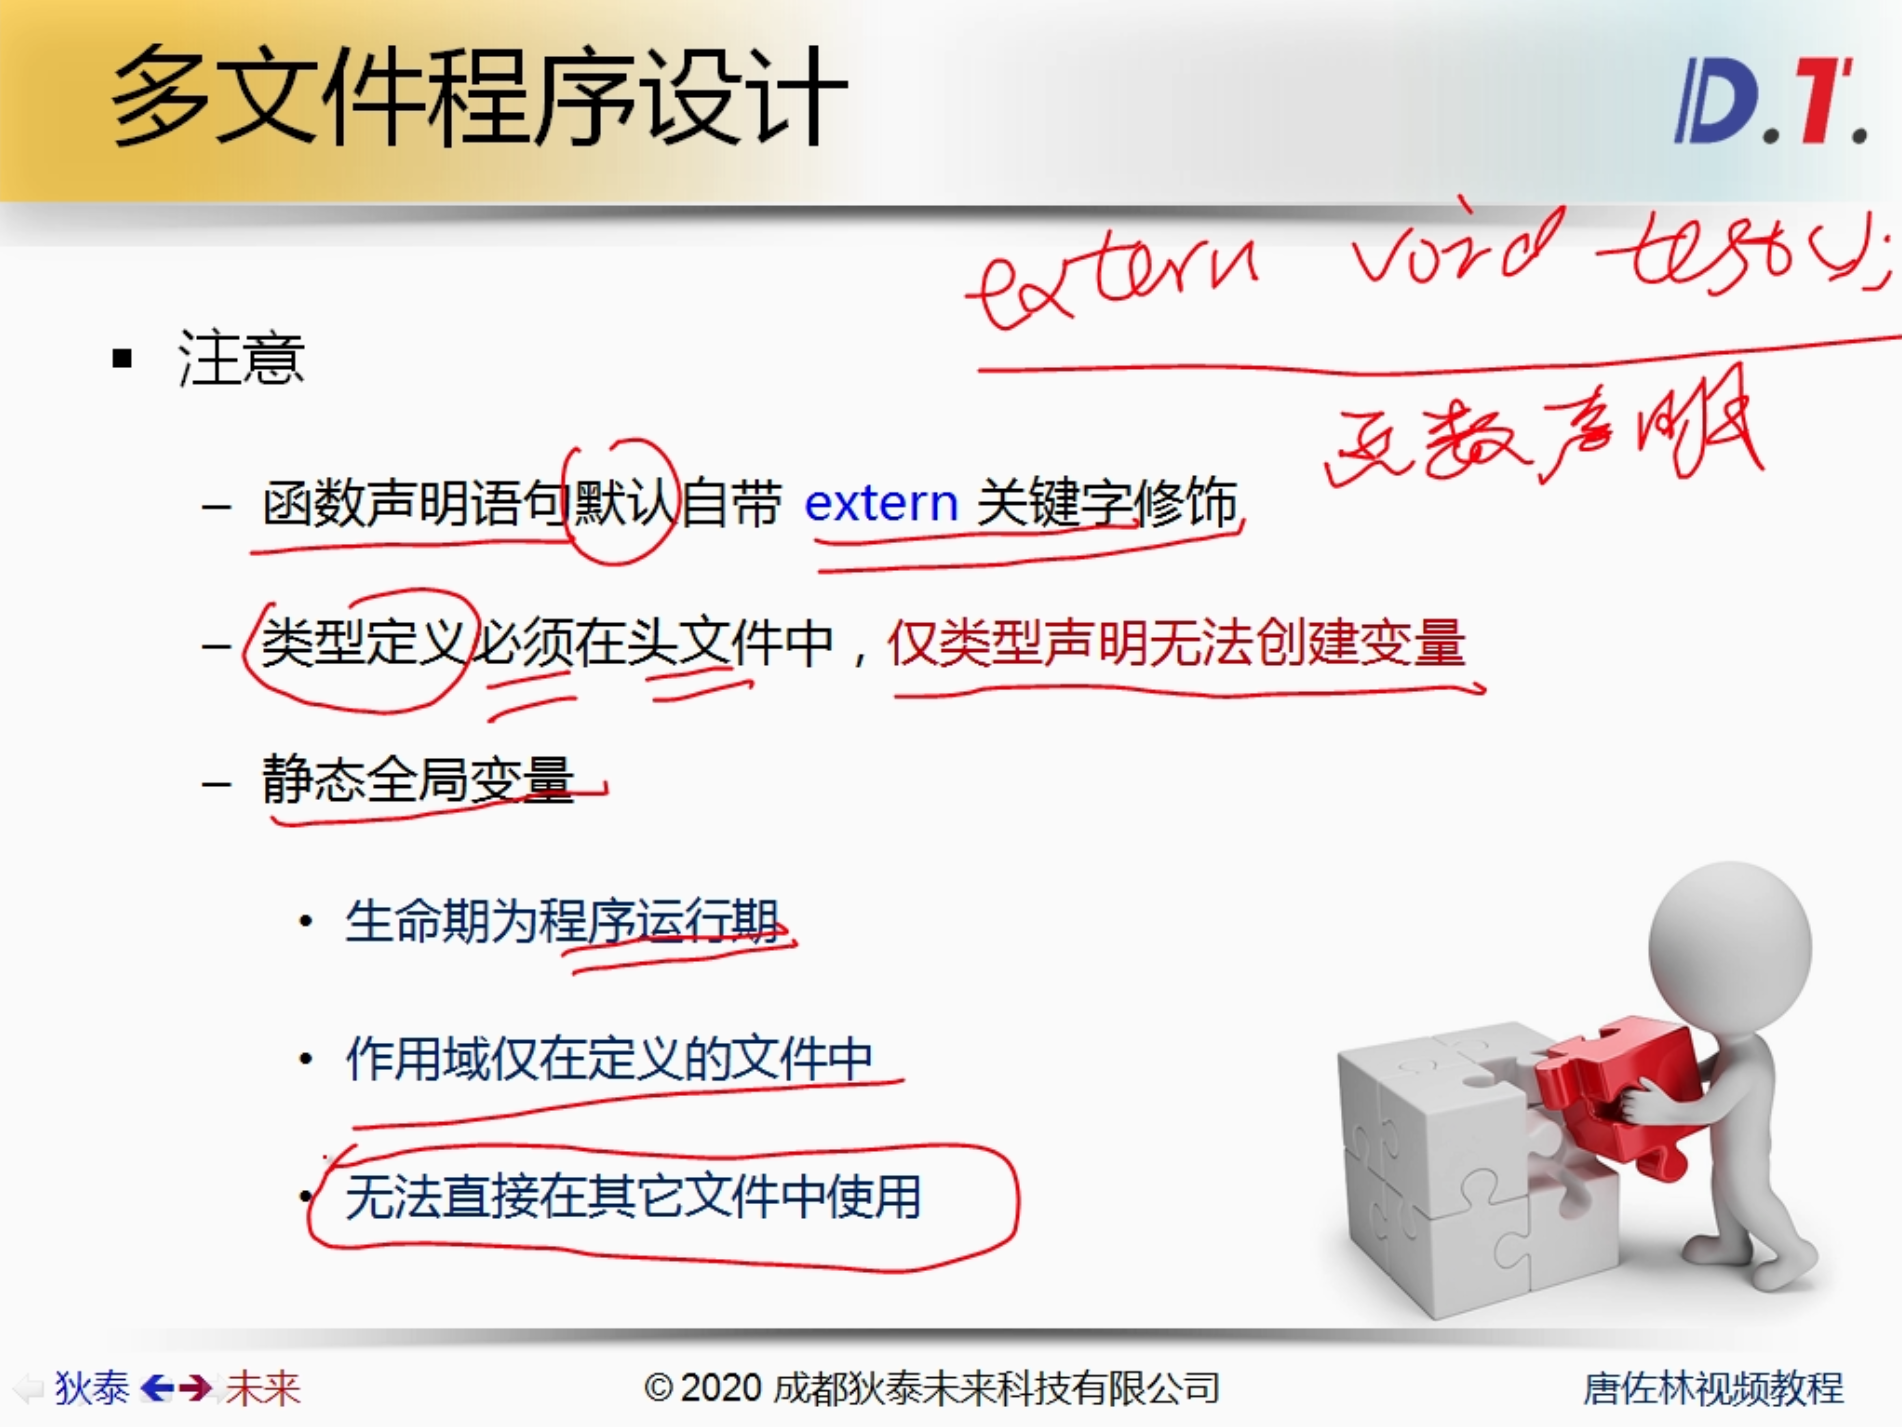 多文件程序设计
D.T.
extern void test();
函数声明
▪ 注意
– 函数声明语句默认自带 extern 关键字修饰
– 类型定义必须在头文件中，仅类型声明无法创建变量
– 静态全局变量
• 生命期为程序运行期
• 作用域仅在定义的文件中
• 无法直接在其它文件中使用
狄泰 未来
© 2020 成都狄泰未来科技有限公司
唐佐林视频教程